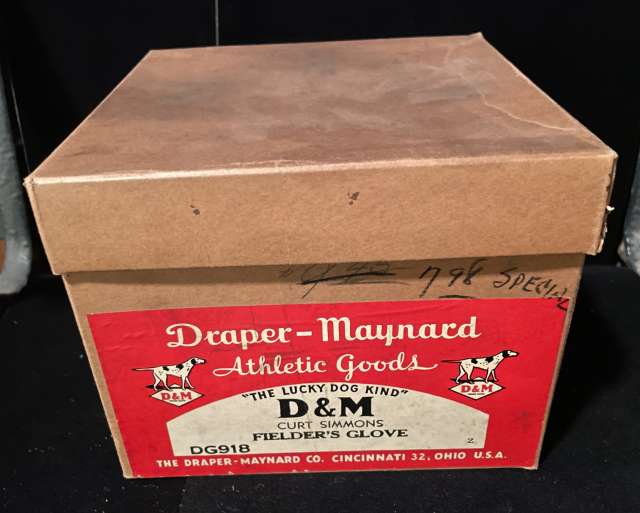 798 SPECIAL
Draper-Maynard
Athletic Goods
D&M
D&M
"THE LUCKY DOG KIND"
D&M
CURT SIMMONS
FIELDER'S GLOVE
DG918
2
THE DRAPER-MAYNARD CO. CINCINNATI 32, OHIO U.S.A.